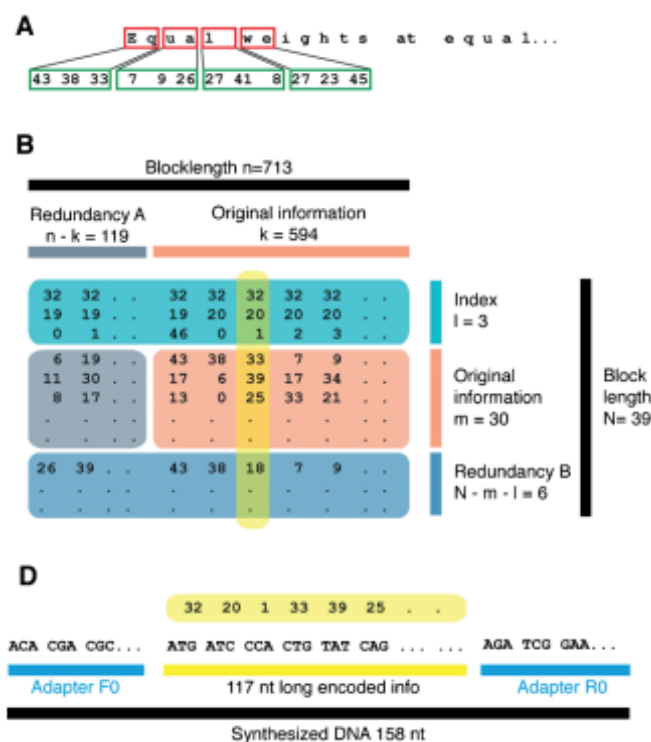 A
E q u a l   w e i g h t s   a t   e q u a l . . .
43 38 33 7 9 26 27 41 8 27 23 45
B
Blocklength n=713
Redundancy A
n - k = 119
Original information
k = 594
32 32 . . 32 32 32 32 32 . .
19 19 . . 19 20 20 20 20 . .
0 1 . . 46 0 1 2 3 . .
Index
l = 3
6 19 . . 43 38 33 7 9 . .
11 30 . . 17 6 39 17 34 . .
8 17 . . 13 0 25 33 21 . .
. . . . . . . . .
. . . . . . . . .
Original
information
m = 30
Block
length
N= 39
26 39 . . 43 38 18 7 9 . .
. . . . . . . . .
. . . . . . . . .
Redundancy B
N - m - l = 6
D
32 20 1 33 39 25 . .
ACA CGA CGC...
ATG ATC CCA CTG TAT CAG ... ...
AGA TCG GAA...
Adapter F0
117 nt long encoded info
Adapter R0
Synthesized DNA 158 nt